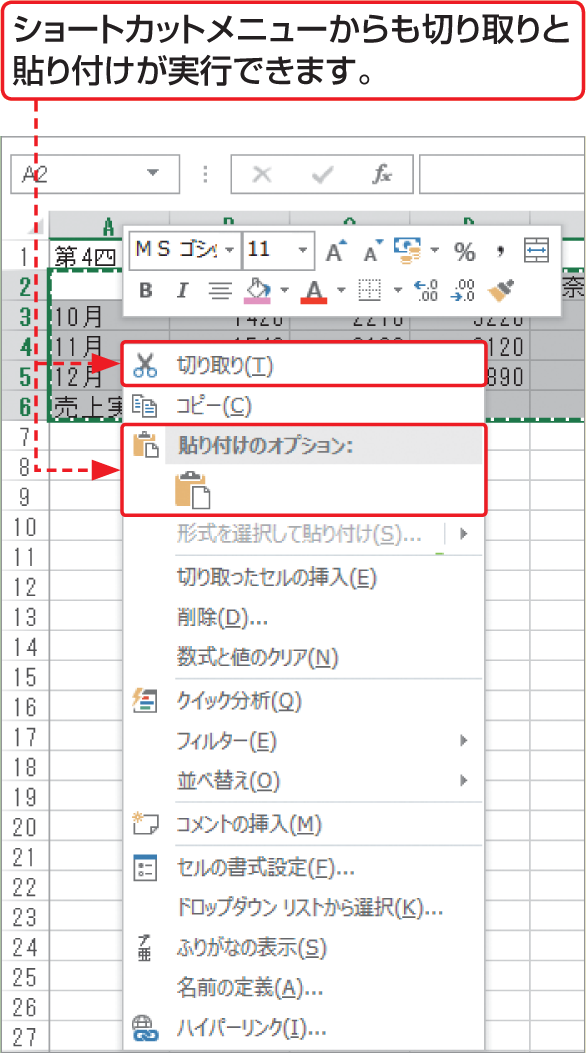 ショートカットメニューからも切り取りと
貼り付けが実行できます。
A2 fx
A
1 第4四
ＭＳ ゴシ 11 A A % ,
B I A .00 .00
2 奈
3 10月 1420 2210 3220
4 11月 120
5 12月 890
6 売上実
7
8
9
10
11
12
13
14
15
16
17
18
19
20
21
22
23
24
25
26
27
切り取り(T)
コピー(C)
貼り付けのオプション:
形式を選択して貼り付け(S)...
切り取ったセルの挿入(E)
削除(D)...
数式と値のクリア(N)
クイック分析(Q)
フィルター(E)
並べ替え(O)
コメントの挿入(M)
セルの書式設定(F)...
ドロップダウン リストから選択(K)...
ふりがなの表示(S)
名前の定義(A)...
ハイパーリンク(I)...